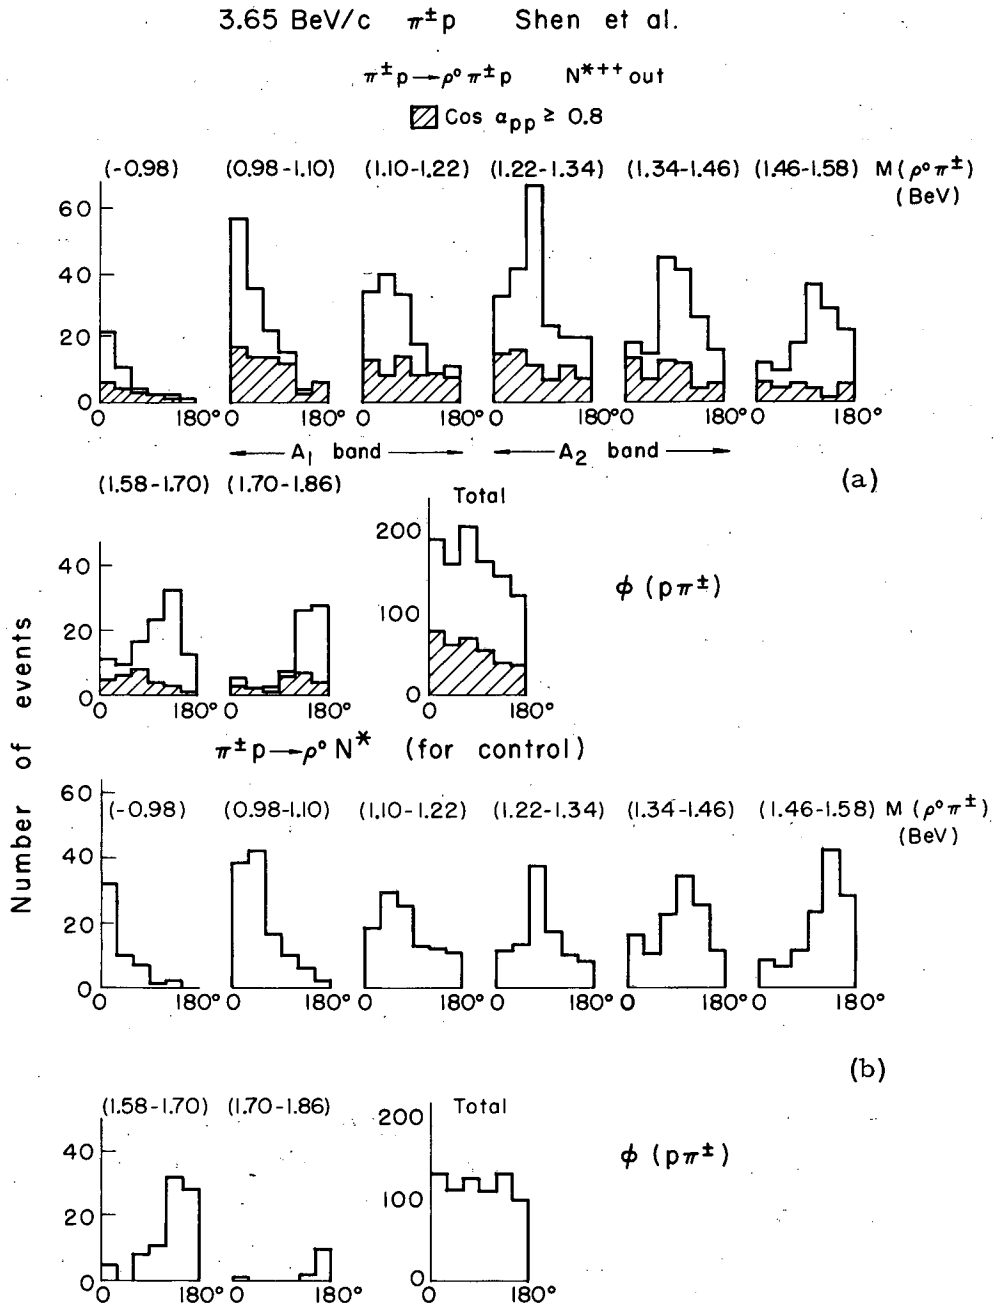 3.65 BeV/c π±p Shen et al.
π±p→ρ⁰π±p N*++ out
Cos αpp ≥ 0.8
(-0.98) (0.98-1.10) (1.10-1.22) (1.22-1.34) (1.34-1.46) (1.46-1.58) M(ρ⁰π±)
(BeV)
60
40
20
0
0 180° 0 180° 0 180° 0 180° 0 180° 0 180°
A₁ band A₂ band
(a)
(1.58-1.70) (1.70-1.86) Total
40
20
0
200
100
0
φ (pπ±)
0 180° 0 180° 0 180°
Number of events
π±p→ρ⁰N* (for control)
(-0.98) (0.98-1.10) (1.10-1.22) (1.22-1.34) (1.34-1.46) (1.46-1.58) M(ρ⁰π±)
(BeV)
60
40
20
0
0 180° 0 180° 0 180° 0 180° 0 180° 0 180°
(b)
(1.58-1.70) (1.70-1.86) Total
40
20
0
200
100
0
φ (pπ±)
0 180° 0 180° 0 180°